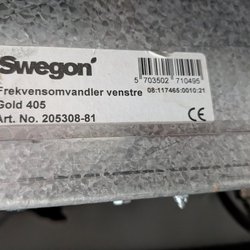 Swegon
5 703502 710495
Frekvensomvandler venstre
08:117465:0010:21
Gold 405
Art. No. 205308-81
CE